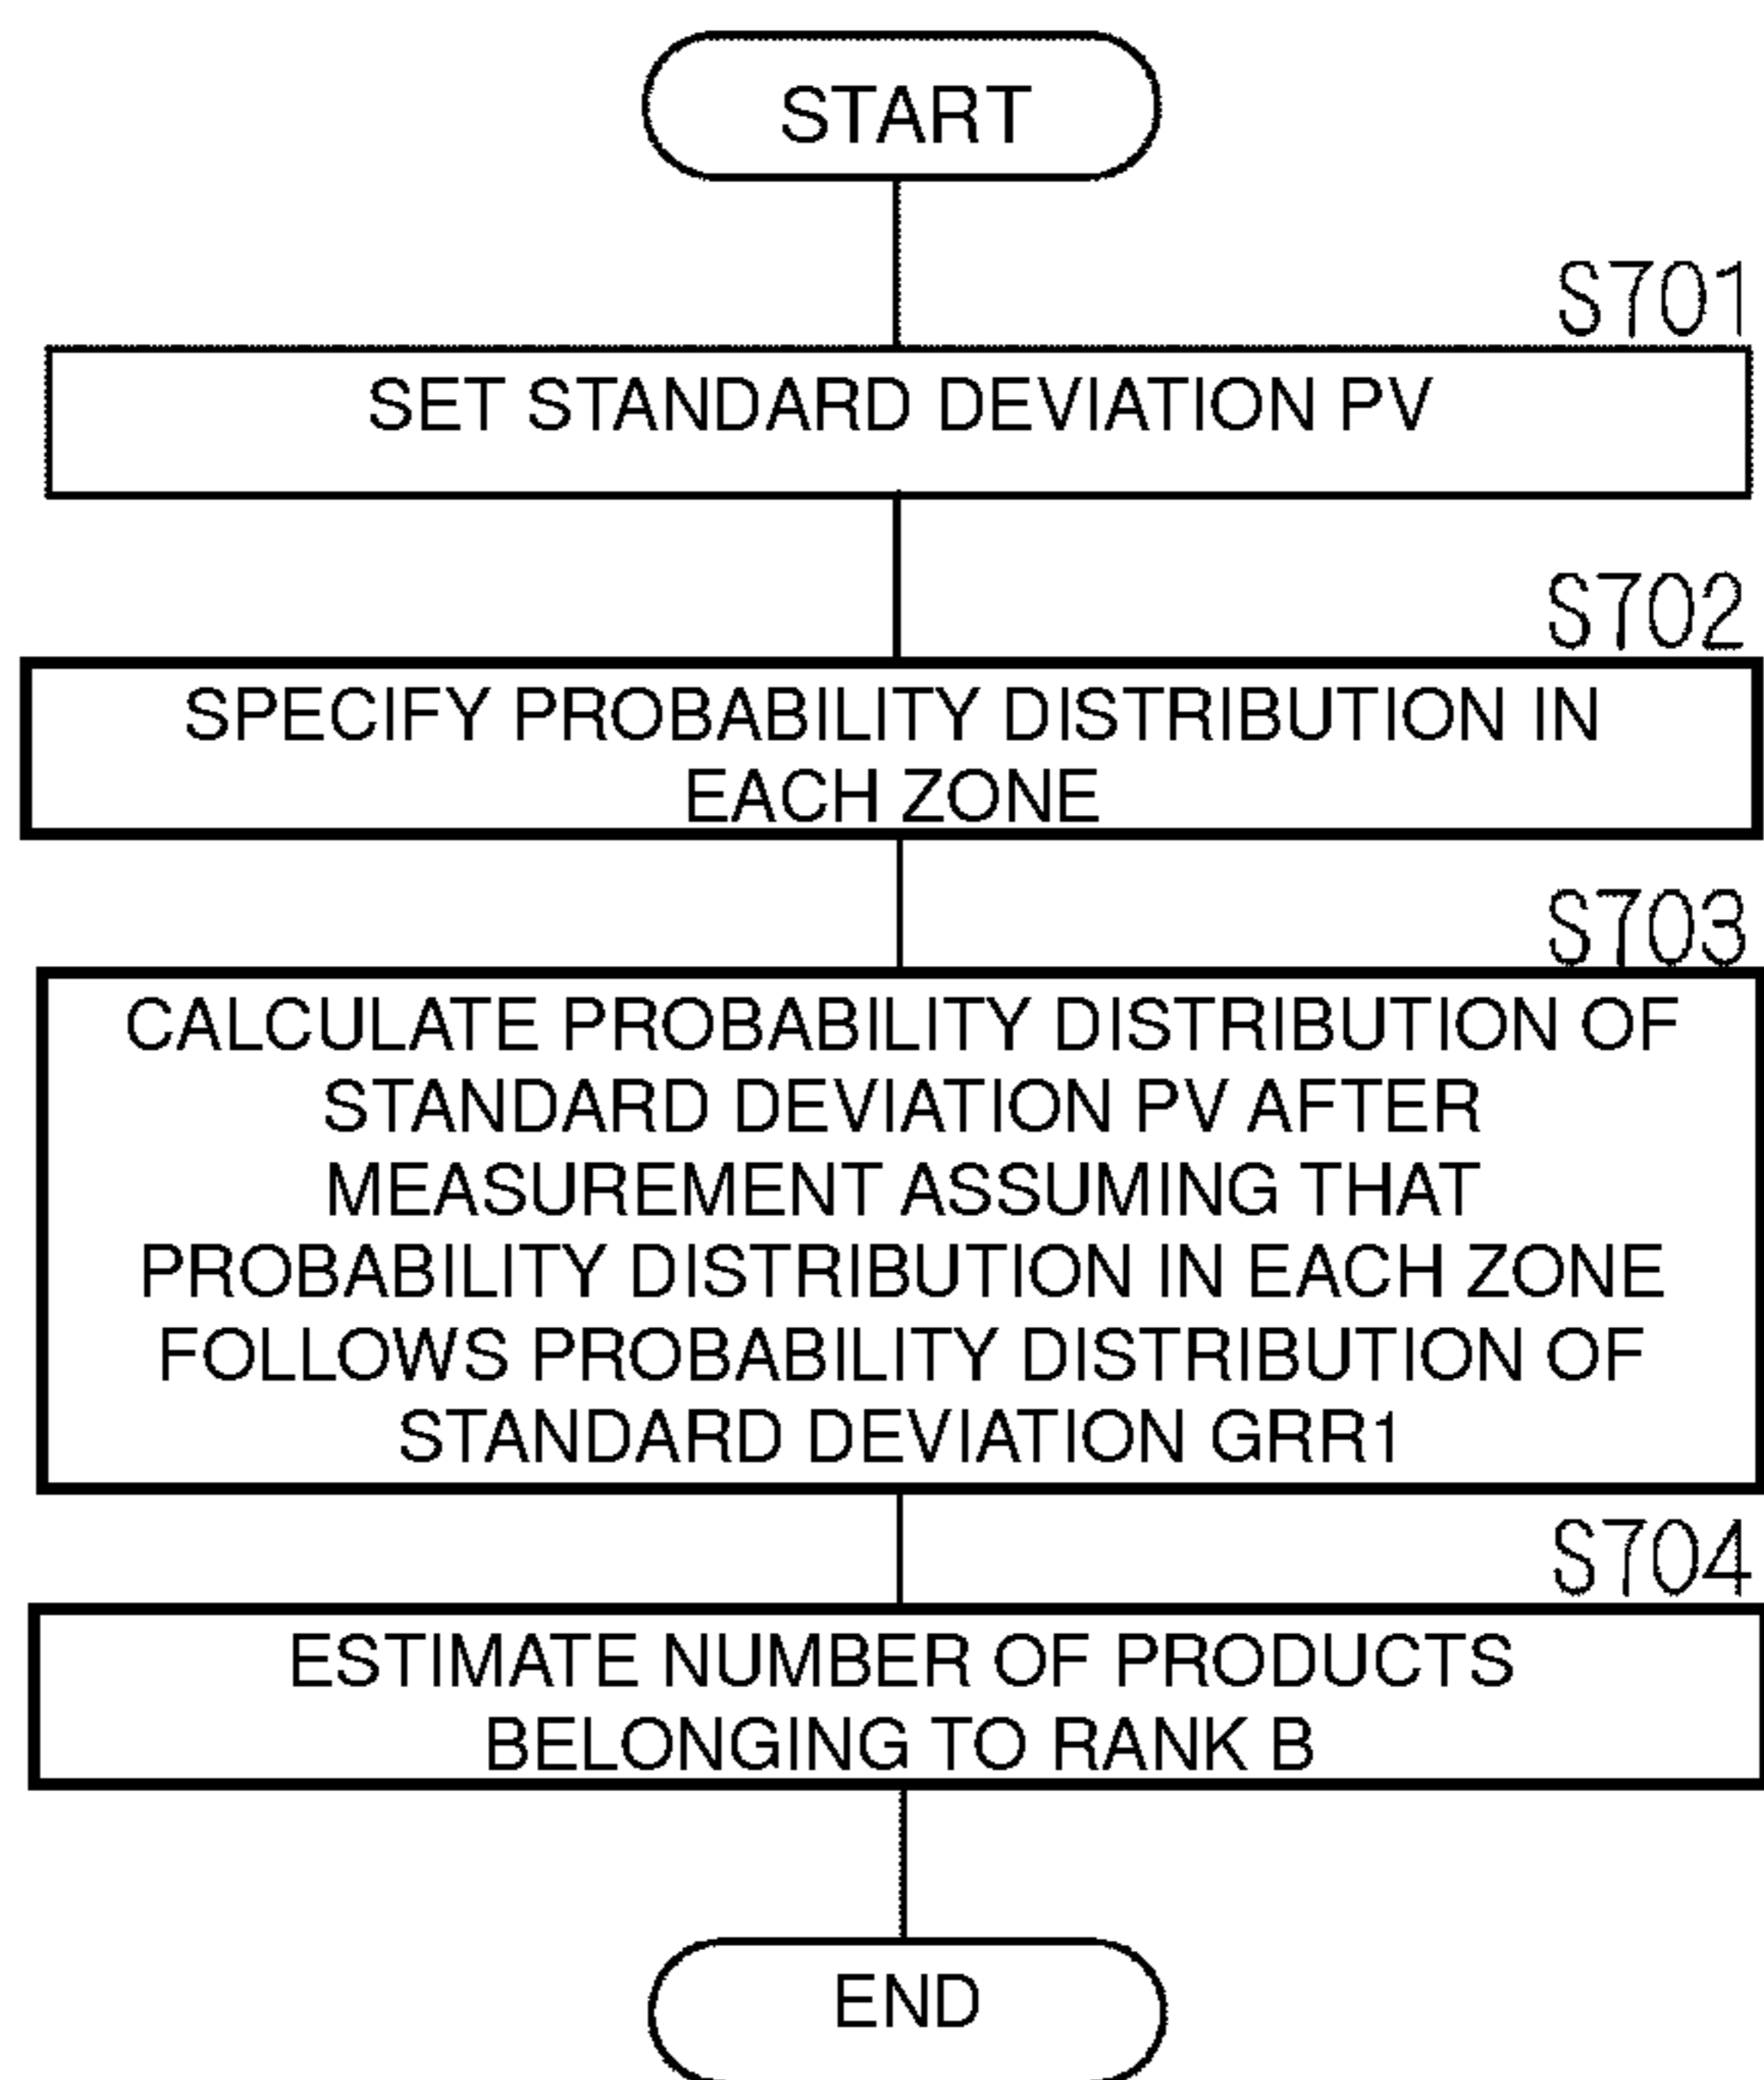 START
S701
SET STANDARD DEVIATION PV
S702
SPECIFY PROBABILITY DISTRIBUTION IN
EACH ZONE
S703
CALCULATE PROBABILITY DISTRIBUTION OF
STANDARD DEVIATION PV AFTER
MEASUREMENT ASSUMING THAT
PROBABILITY DISTRIBUTION IN EACH ZONE
FOLLOWS PROBABILITY DISTRIBUTION OF
STANDARD DEVIATION GRR1
S704
ESTIMATE NUMBER OF PRODUCTS
BELONGING TO RANK B
END